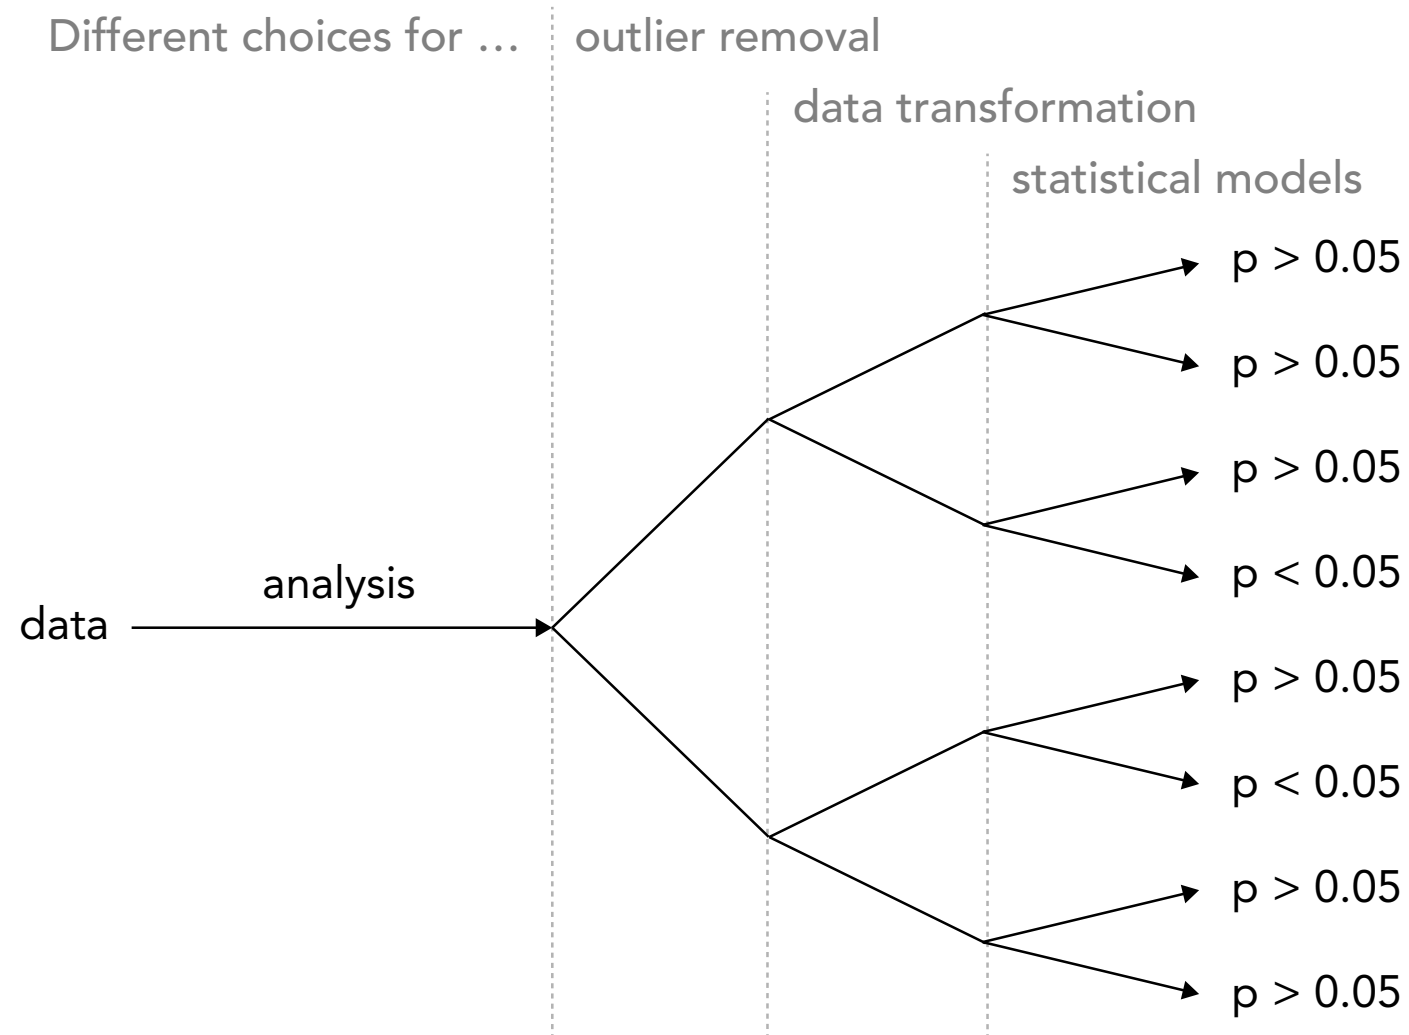 Different choices for …
outlier removal
data transformation
statistical models
p > 0.05
p > 0.05
p > 0.05
p < 0.05
analysis
data
p > 0.05
p < 0.05
p > 0.05
p > 0.05